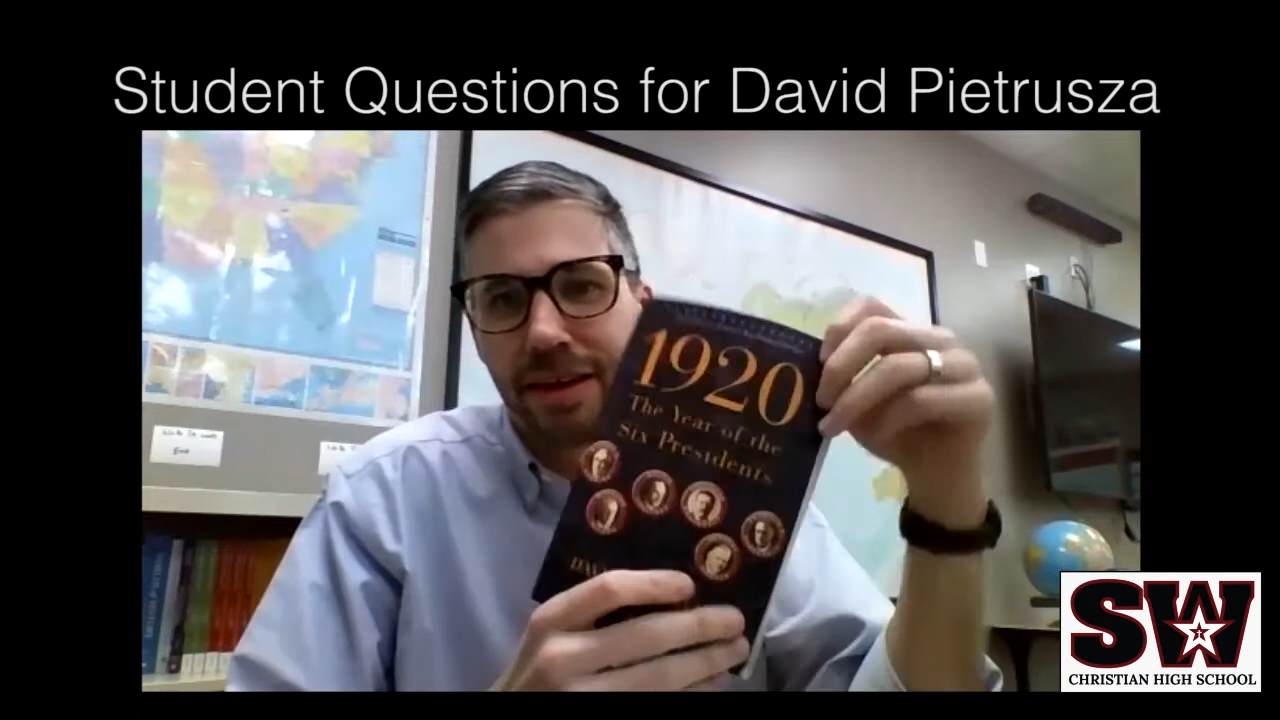 Student Questions for David Pietrusza
1920
The Year of the
Six Presidents
SW
CHRISTIAN HIGH SCHOOL